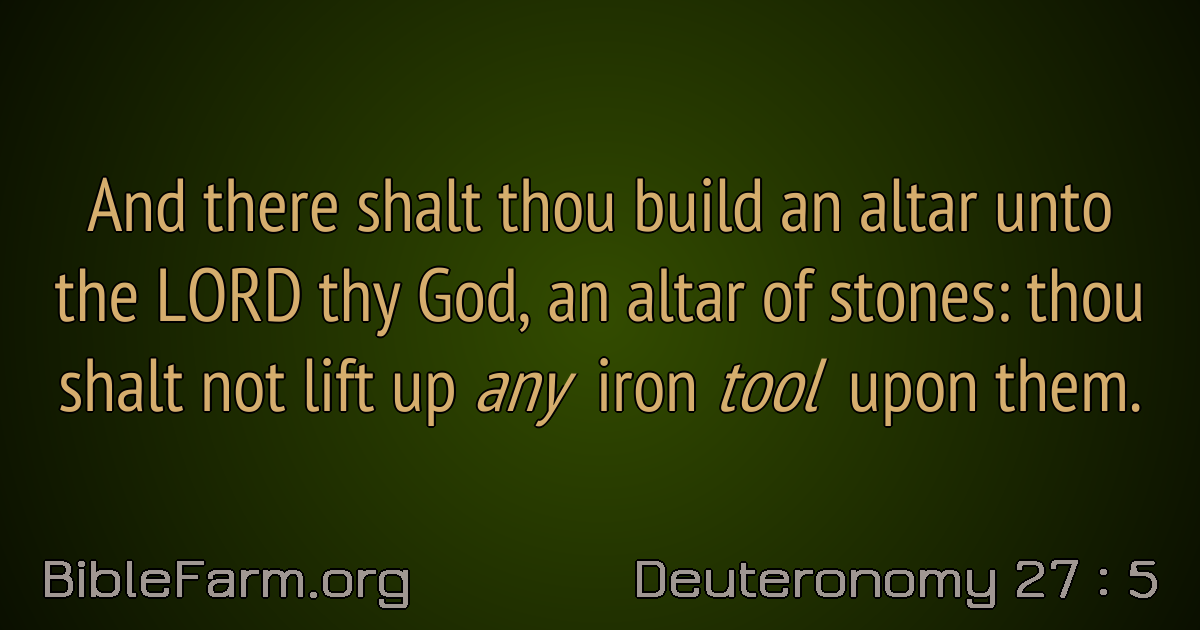 And there shalt thou build an altar unto
the LORD thy God, an altar of stones: thou
shalt not lift up any iron tool upon them.
BibleFarm.org Deuteronomy 27 : 5